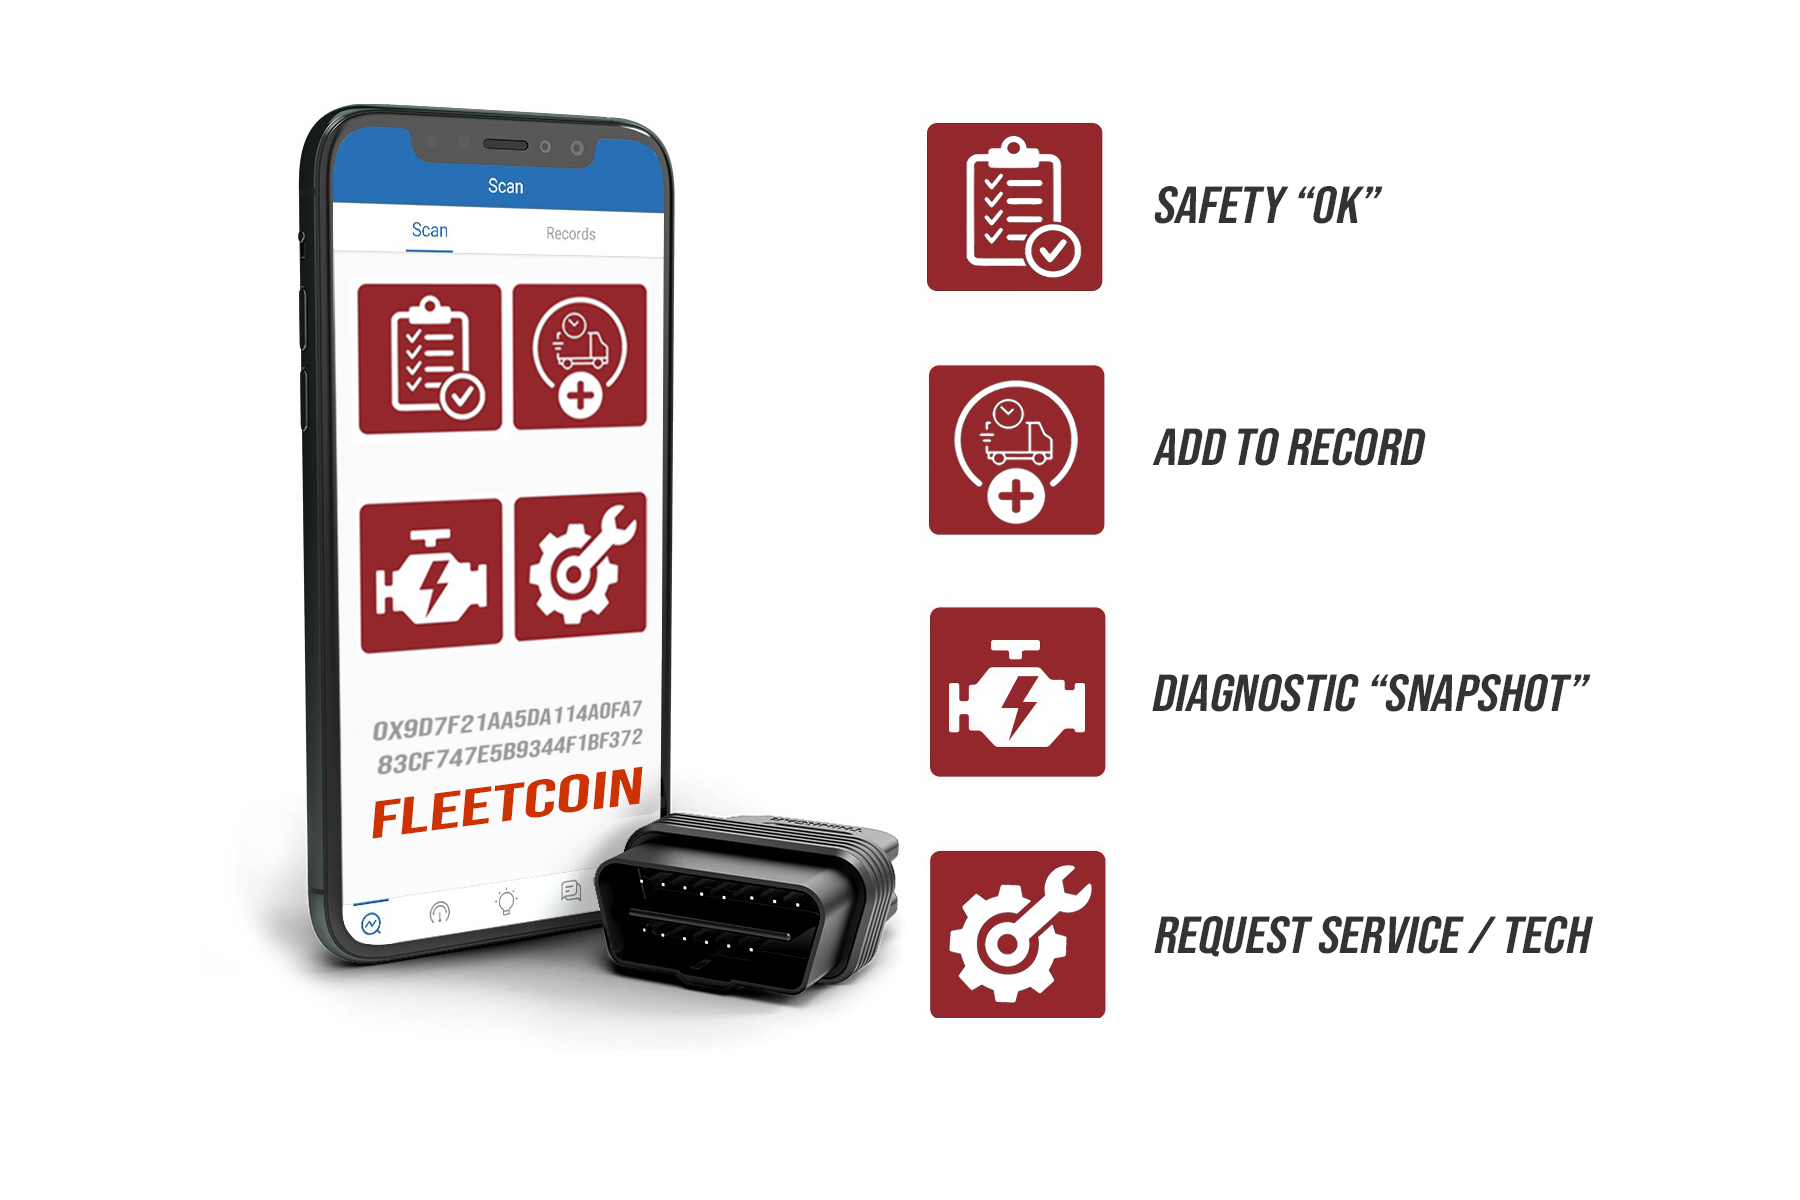 Scan
Scan
Records
0X9D7F21AA5DA114A0FA7
83CF747E5B9344F1BF372
FLEETCOIN
SAFETY “OK”
ADD TO RECORD
DIAGNOSTIC “SNAPSHOT”
REQUEST SERVICE / TECH